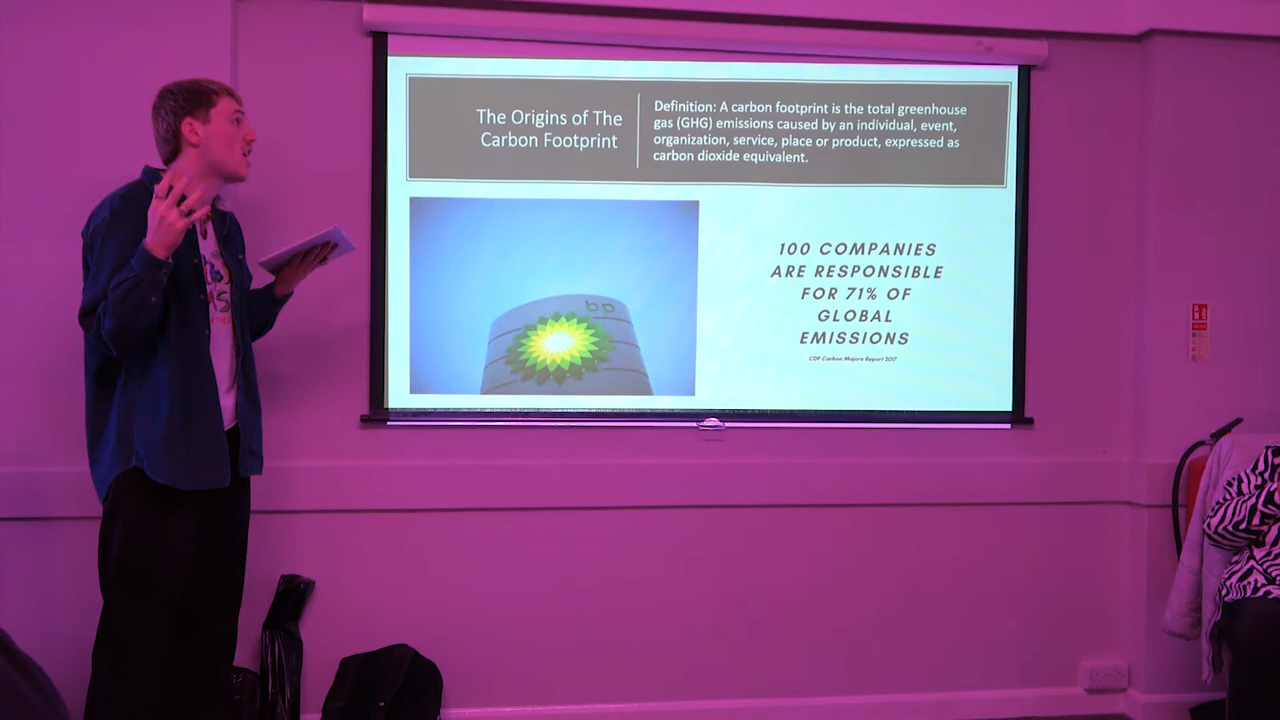 The Origins of The
Carbon Footprint
Definition: A carbon footprint is the total greenhouse
gas (GHG) emissions caused by an individual, event,
organization, service, place or product, expressed as
carbon dioxide equivalent.
bp
100 COMPANIES
ARE RESPONSIBLE
FOR 71% OF
GLOBAL
EMISSIONS
CDP Carbon Majors Report 2017